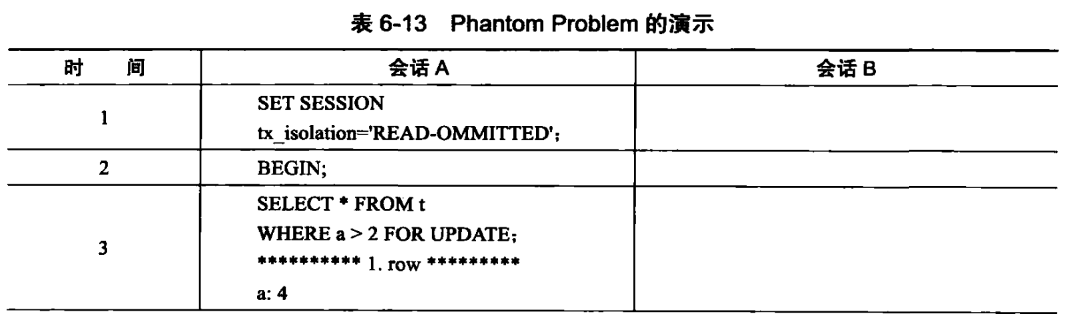 表 6-13 Phantom Problem 的演示
时 间 会话 A 会话 B
1 SET SESSION
tx_isolation='READ-OMMITTED';
2 BEGIN;
3 SELECT * FROM t
WHERE a > 2 FOR UPDATE;
********** 1. row *********
a: 4